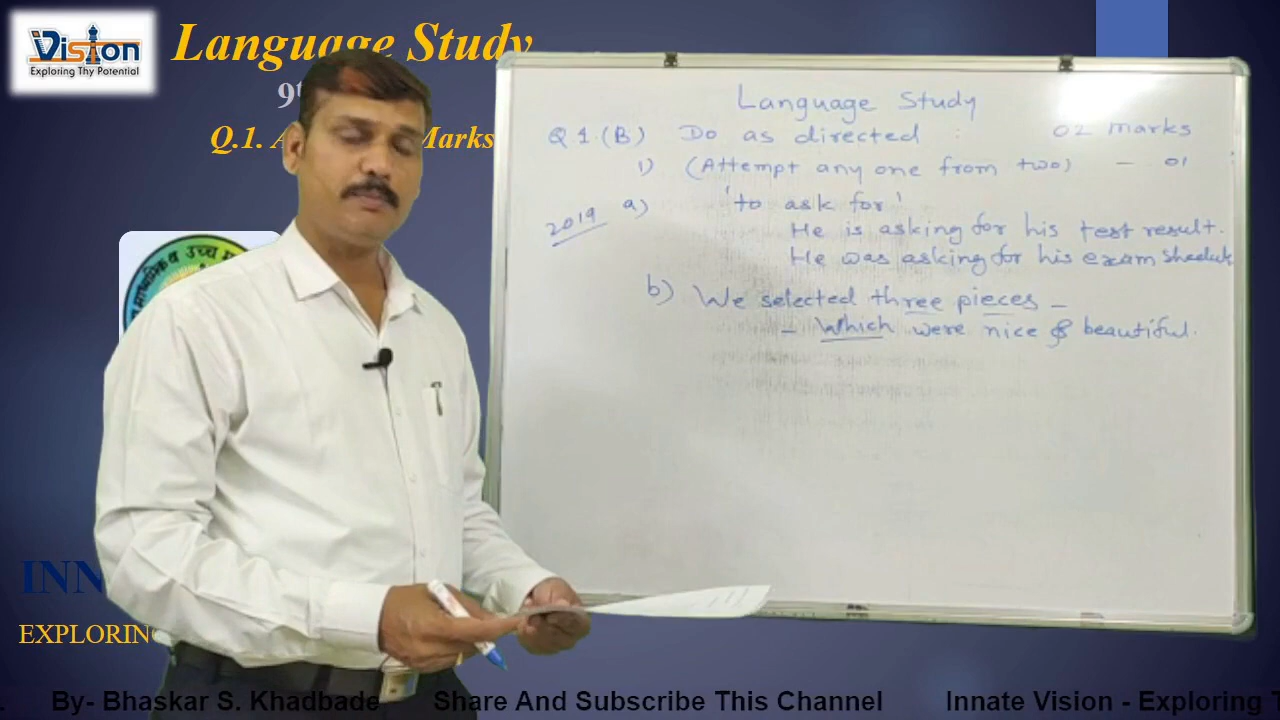 Vision
Exploring Thy Potential
Language Study
9t
Q.1. A Marks
Language Study
Q 1.(B) Do as directed : 02 marks
1) (Attempt any one from two) - 01
2019 a) 'to ask for'
He is asking for his test result.
He was asking for his exam
b) We selected three pieces -
- Which were nice & beautiful.
उच्च
INN
EXPLORING
By- Bhaskar S. Khadbade Share And Subscribe This Channel Innate Vision - Exploring T